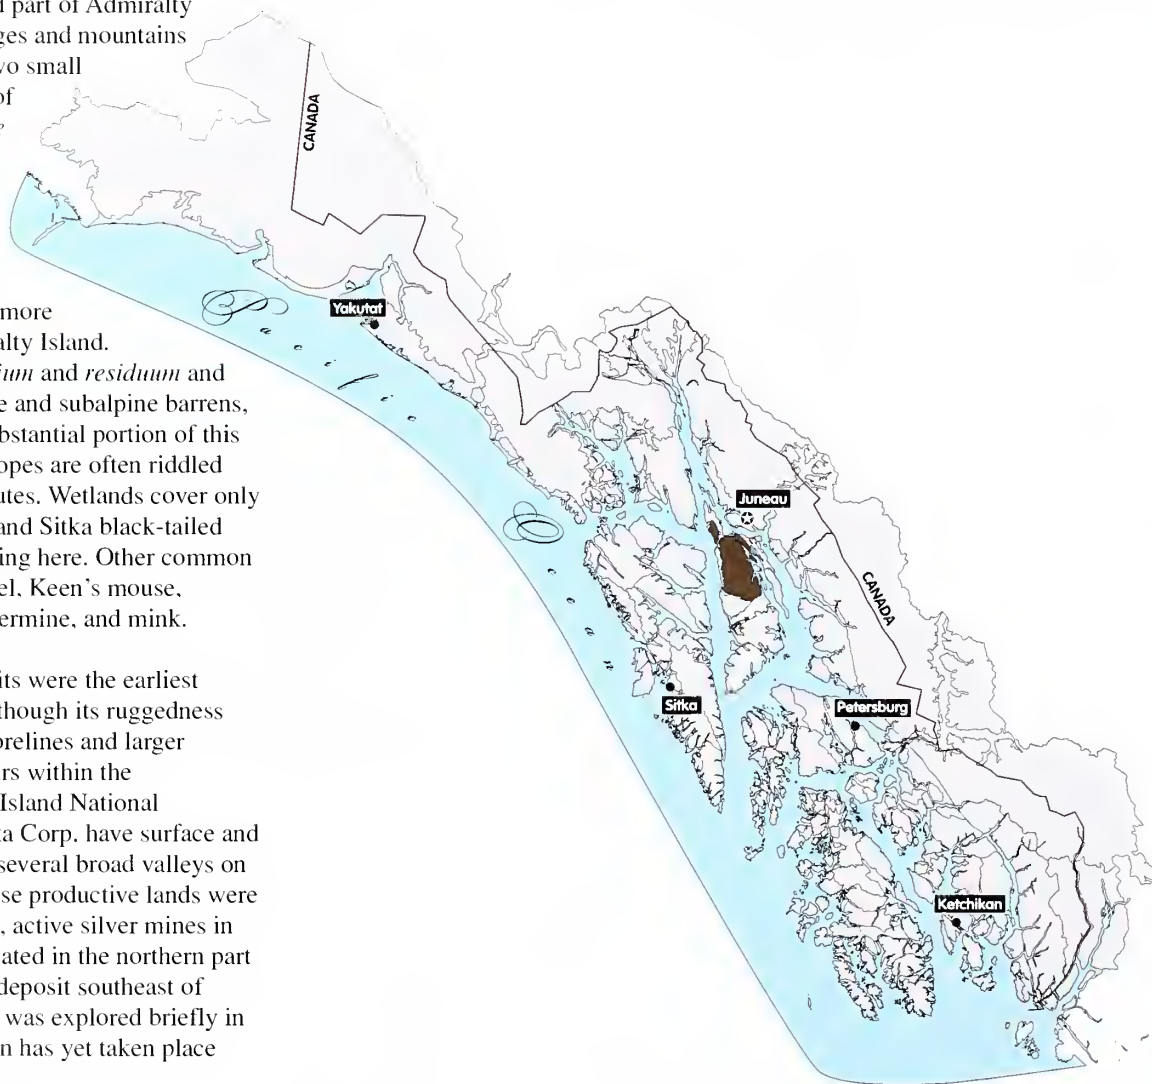 d part of Admiralty
ges and mountains
vo small
of
more
alty Island.
ium and residuum and
e and subalpine barrens,
bstantial portion of this
opes are often riddled
utes. Wetlands cover only
and Sitka black-tailed
ing here. Other common
el, Keen's mouse,
ermine, and mink.
its were the earliest
though its ruggedness
orelines and larger
rs within the
Island National
ka Corp. have surface and
several broad valleys on
se productive lands were
, active silver mines in
ated in the northern part
deposit southeast of
was explored briefly in
n has yet taken place
CANADA
Yakutat
Pacific
Ocean
Juneau
CANADA
Sitka
Petersburg
Ketchikan